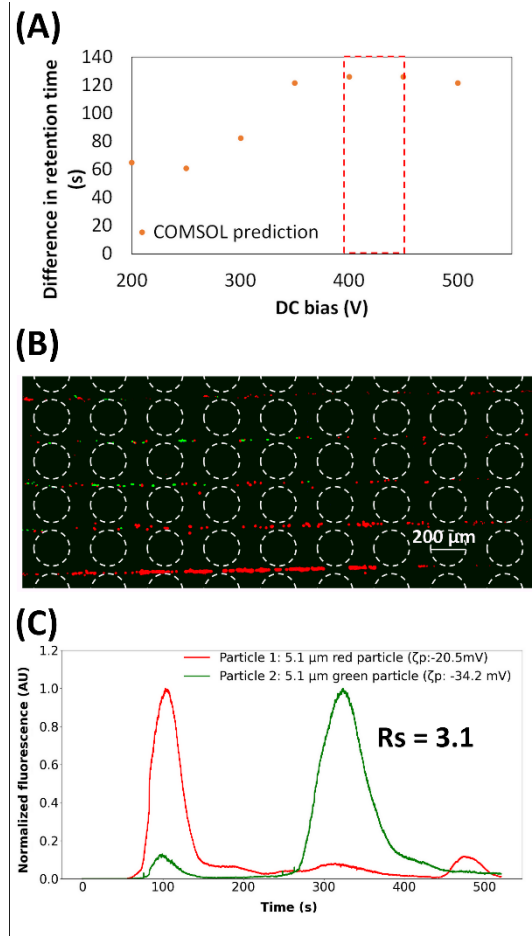 (A)
Difference in retention time
(s)
140
120
100
80
60
40
20
0
COMSOL prediction
200
300
400
500
DC bias (V)
(B)
200 µm
(C)
Normalized fluorescence (AU)
1.2
1.0
0.8
0.6
0.4
0.2
0.0
Particle 1: 5.1 µm red particle (ζp:-20.5mV)
Particle 2: 5.1 µm green particle (ζp: -34.2 mV)
Rs = 3.1
0
100
200
300
400
500
Time (s)